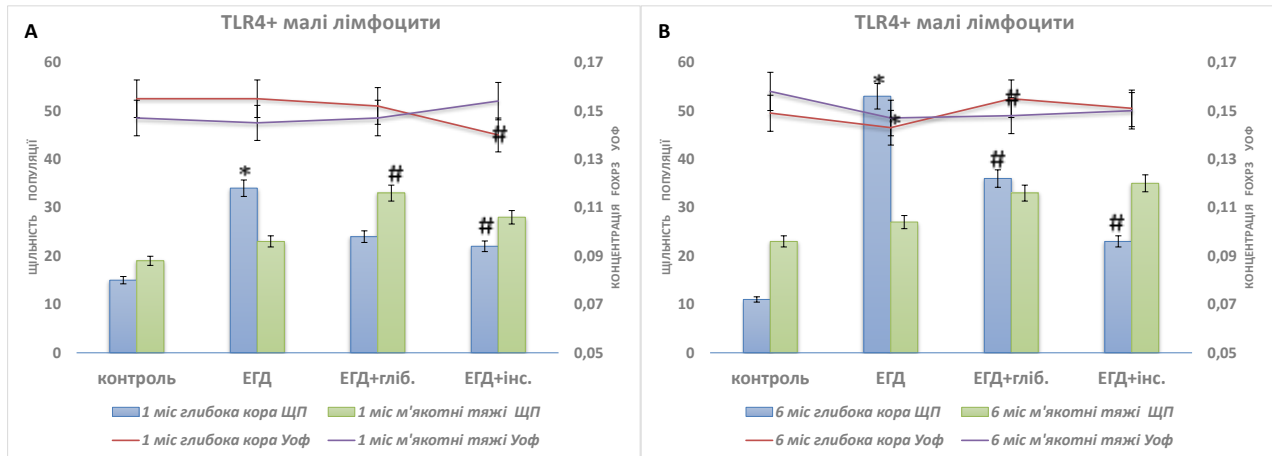 A
TLR4+ малі лімфоцити
60
50
40
30
20
10
0
ЩІЛЬНІСТЬ ПОПУЛЯЦІЇ
0,17
0,15
0,13
0,11
0,09
0,07
0,05
КОНЦЕНТРАЦІЯ FOXP3 УОФ
*
#
#
#
контроль
ЕГД
ЕГД+гліб.
ЕГД+інс.
1 міс глибока кора ЩП
1 міс м'якотні тяжі ЩП
1 міс глибока кора Уоф
1 міс м'якотні тяжі Уоф
B
TLR4+ малі лімфоцити
60
50
40
30
20
10
0
ЩІЛЬНІСТЬ ПОПУЛЯЦІЇ
0,17
0,15
0,13
0,11
0,09
0,07
0,05
КОНЦЕНТРАЦІЯ FOXP3 УОФ
*
*
#
#
#
контроль
ЕГД
ЕГД+гліб.
ЕГД+інс.
6 міс глибока кора ЩП
6 міс м'якотні тяжі ЩП
6 міс глибока кора Уоф
6 міс м'якотні тяжі Уоф